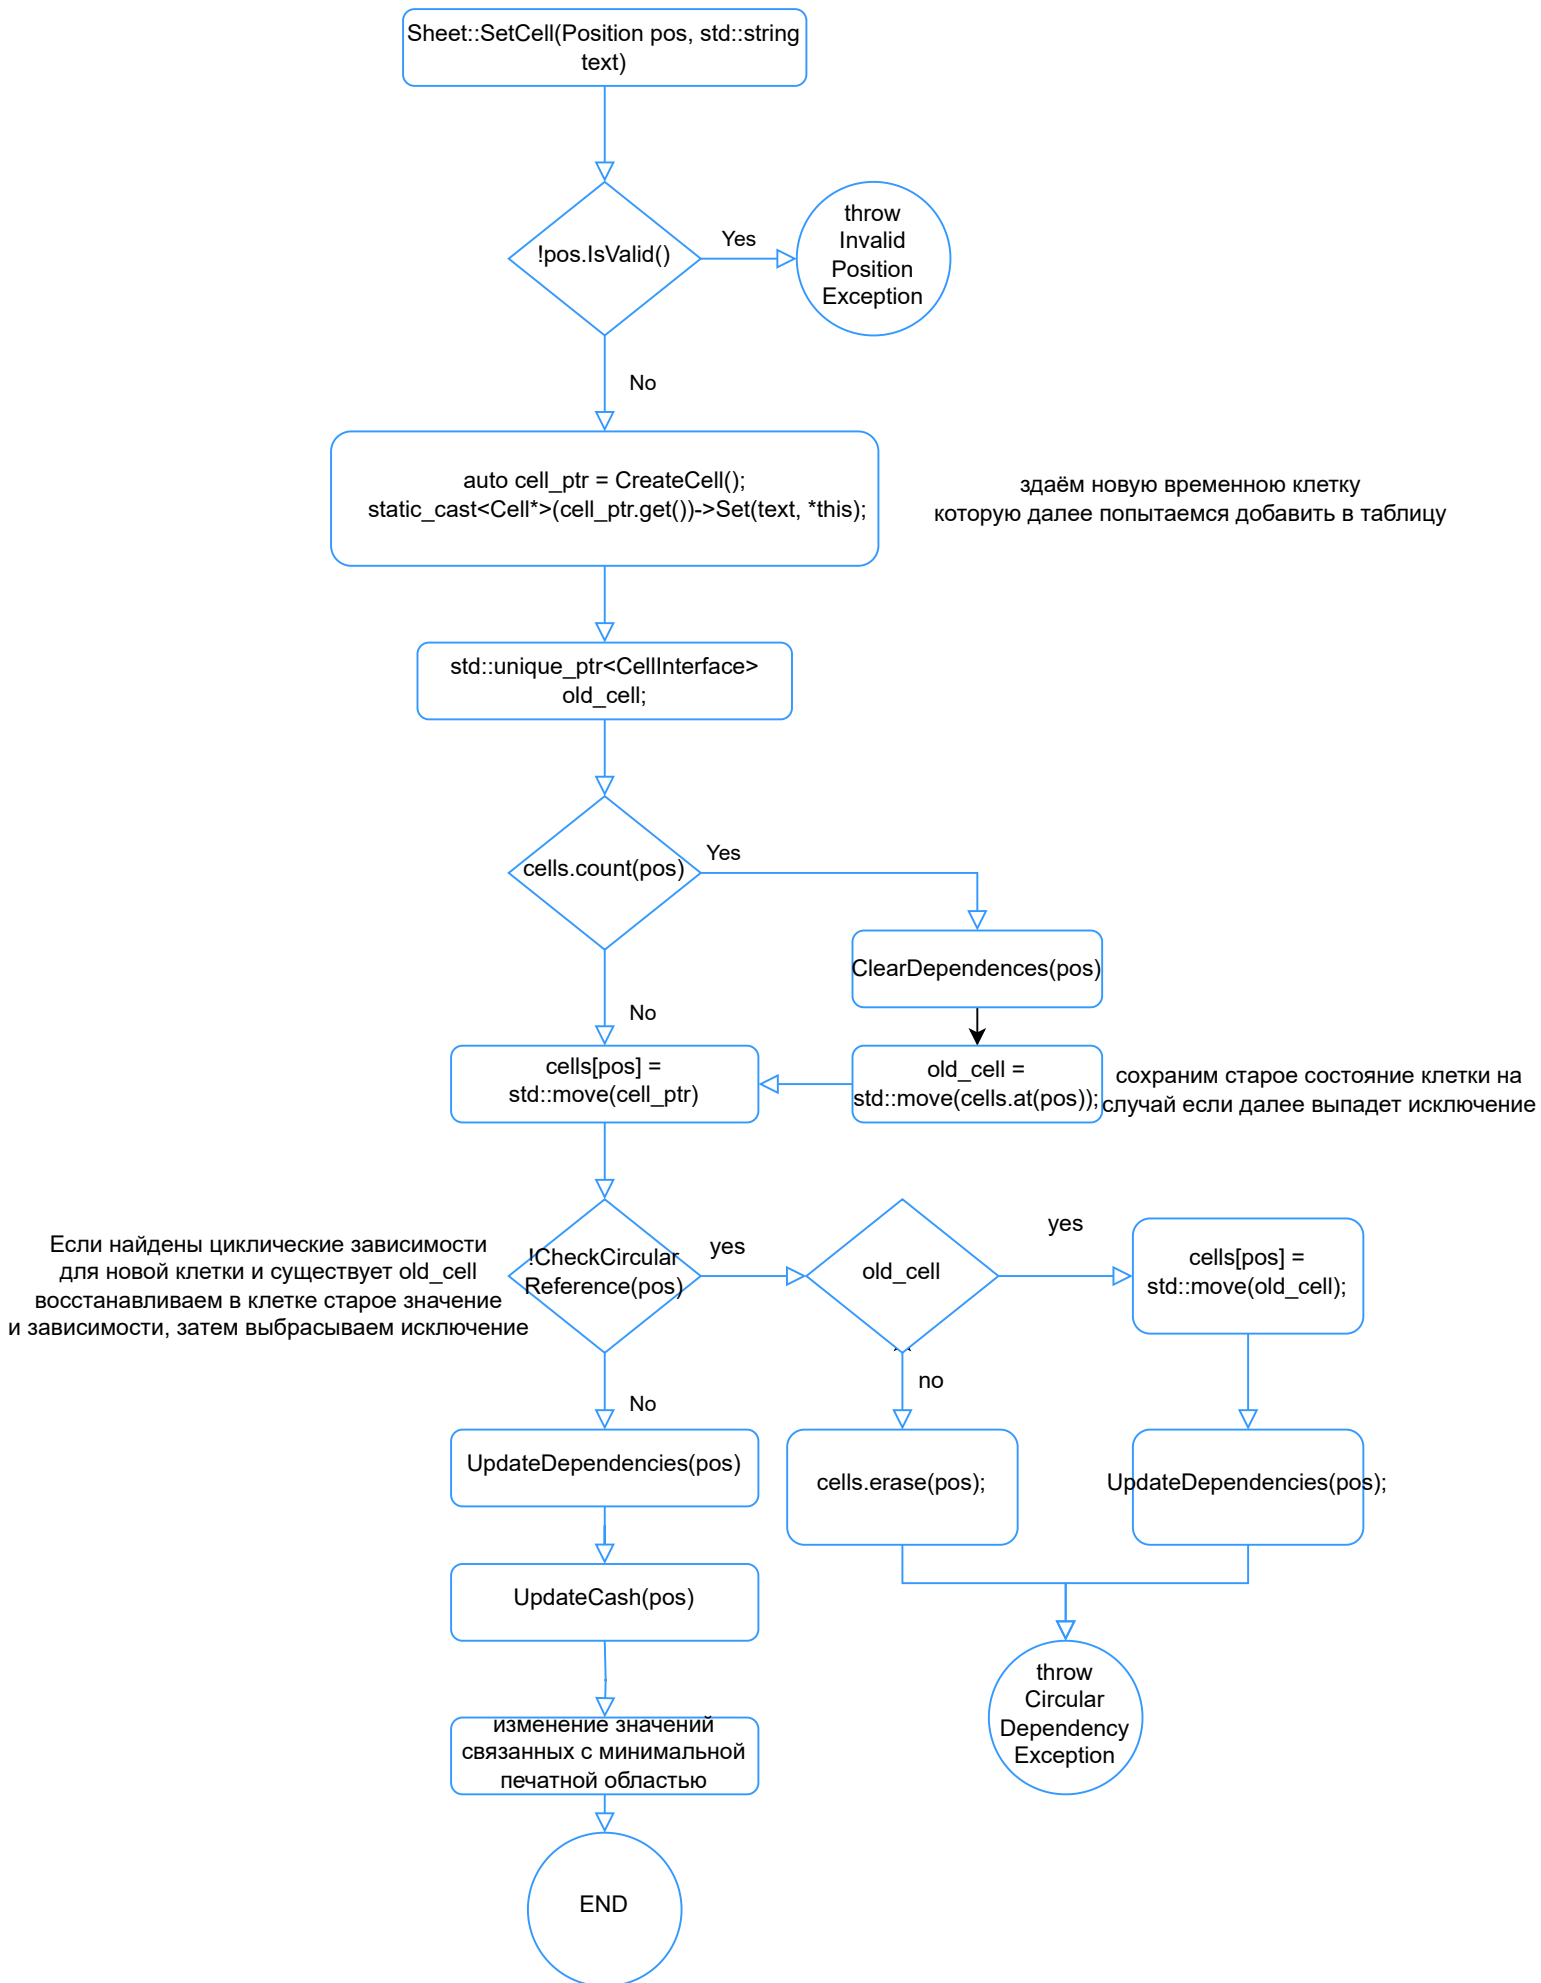 Sheet::SetCell(Position pos, std::string
text)
!pos.IsValid()
Yes
throw
Invalid
Position
Exception
No
auto cell_ptr = CreateCell();
static_cast<Cell*>(cell_ptr.get())->Set(text, *this);
здаём новую временною клетку
которую далее попытаемся добавить в таблицу
std::unique_ptr<CellInterface>
old_cell;
cells.count(pos)
Yes
ClearDependences(pos)
No
cells[pos] =
std::move(cell_ptr)
old_cell =
std::move(cells.at(pos));
сохраним старое состояние клетки на
случай если далее выпадет исключение
Если найдены циклические зависимости
для новой клетки и существует old_cell
восстанавливаем в клетке старое значение
и зависимости, затем выбрасываем исключение
!CheckCircular
Reference(pos)
yes
old_cell
yes
cells[pos] =
std::move(old_cell);
No
no
UpdateDependencies(pos)
cells.erase(pos);
UpdateDependencies(pos);
UpdateCash(pos)
throw
Circular
Dependency
Exception
изменение значений
связанных с минимальной
печатной областью
END